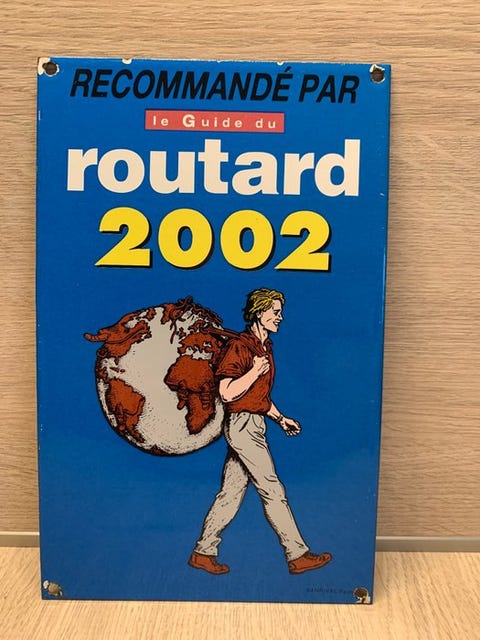 RECOMMANDÉ PAR
le Guide du
routard
2002